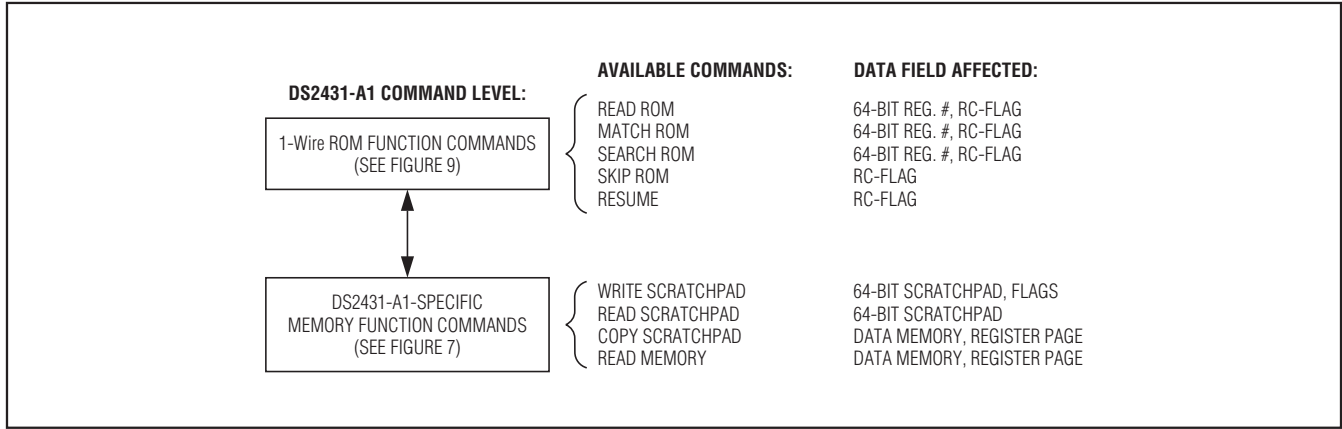 AVAILABLE COMMANDS: DATA FIELD AFFECTED:
DS2431-A1 COMMAND LEVEL:
1-Wire ROM FUNCTION COMMANDS
(SEE FIGURE 9)
READ ROM 64-BIT REG. #, RC-FLAG
MATCH ROM 64-BIT REG. #, RC-FLAG
SEARCH ROM 64-BIT REG. #, RC-FLAG
SKIP ROM RC-FLAG
RESUME RC-FLAG
DS2431-A1-SPECIFIC
MEMORY FUNCTION COMMANDS
(SEE FIGURE 7)
WRITE SCRATCHPAD 64-BIT SCRATCHPAD, FLAGS
READ SCRATCHPAD 64-BIT SCRATCHPAD
COPY SCRATCHPAD DATA MEMORY, REGISTER PAGE
READ MEMORY DATA MEMORY, REGISTER PAGE